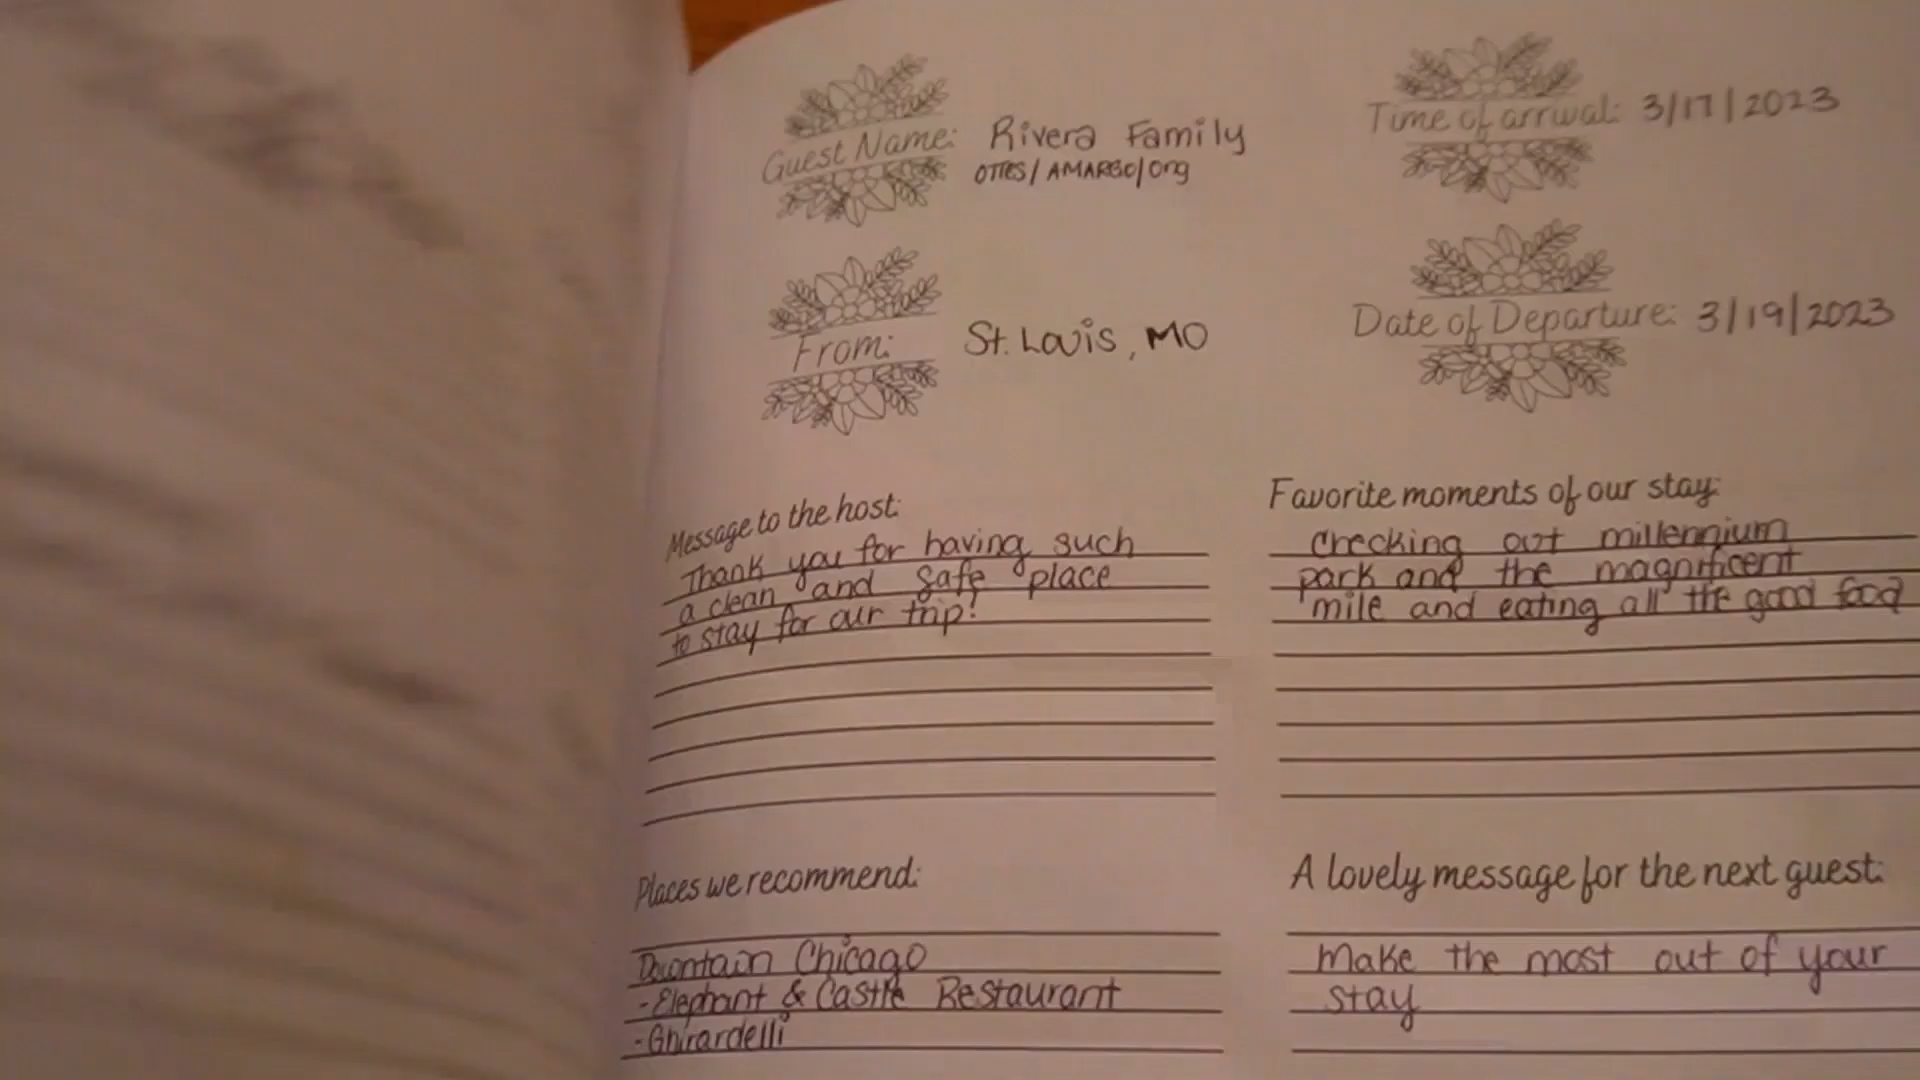 Guest Name: Rivera Family
OTTES/AMARGO/Ong
Time of arrival: 3/17/2023
From: St. Louis, MO
Date of Departure: 3/19/2023
Message to the host:
Thank you for having such
a clean and safe place
to stay for our trip!
Favorite moments of our stay:
Checking out millennium
park and the magnificent
mile and eating all the good food
Places we recommend:
Downtown Chicago
-Elephant & Castle Restaurant
-Ghirardelli
A lovely message for the next guest:
Make the most out of your
stay